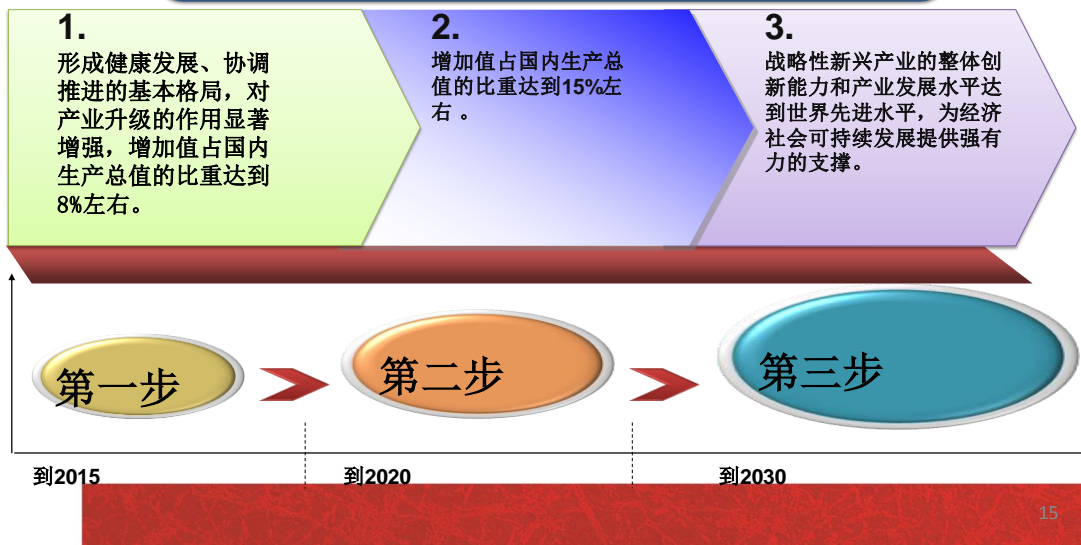 1.
形成健康发展、协调
推进的基本格局，对
产业升级的作用显著
增强，增加值占国内
生产总值的比重达到
8%左右。
2.
增加值占国内生产总
值的比重达到15%左
右 。
3.
战略性新兴产业的整体创
新能力和产业发展水平达
到世界先进水平，为经济
社会可持续发展提供强有
力的支撑。
第一步
第二步
第三步
到2015
到2020
到2030
15